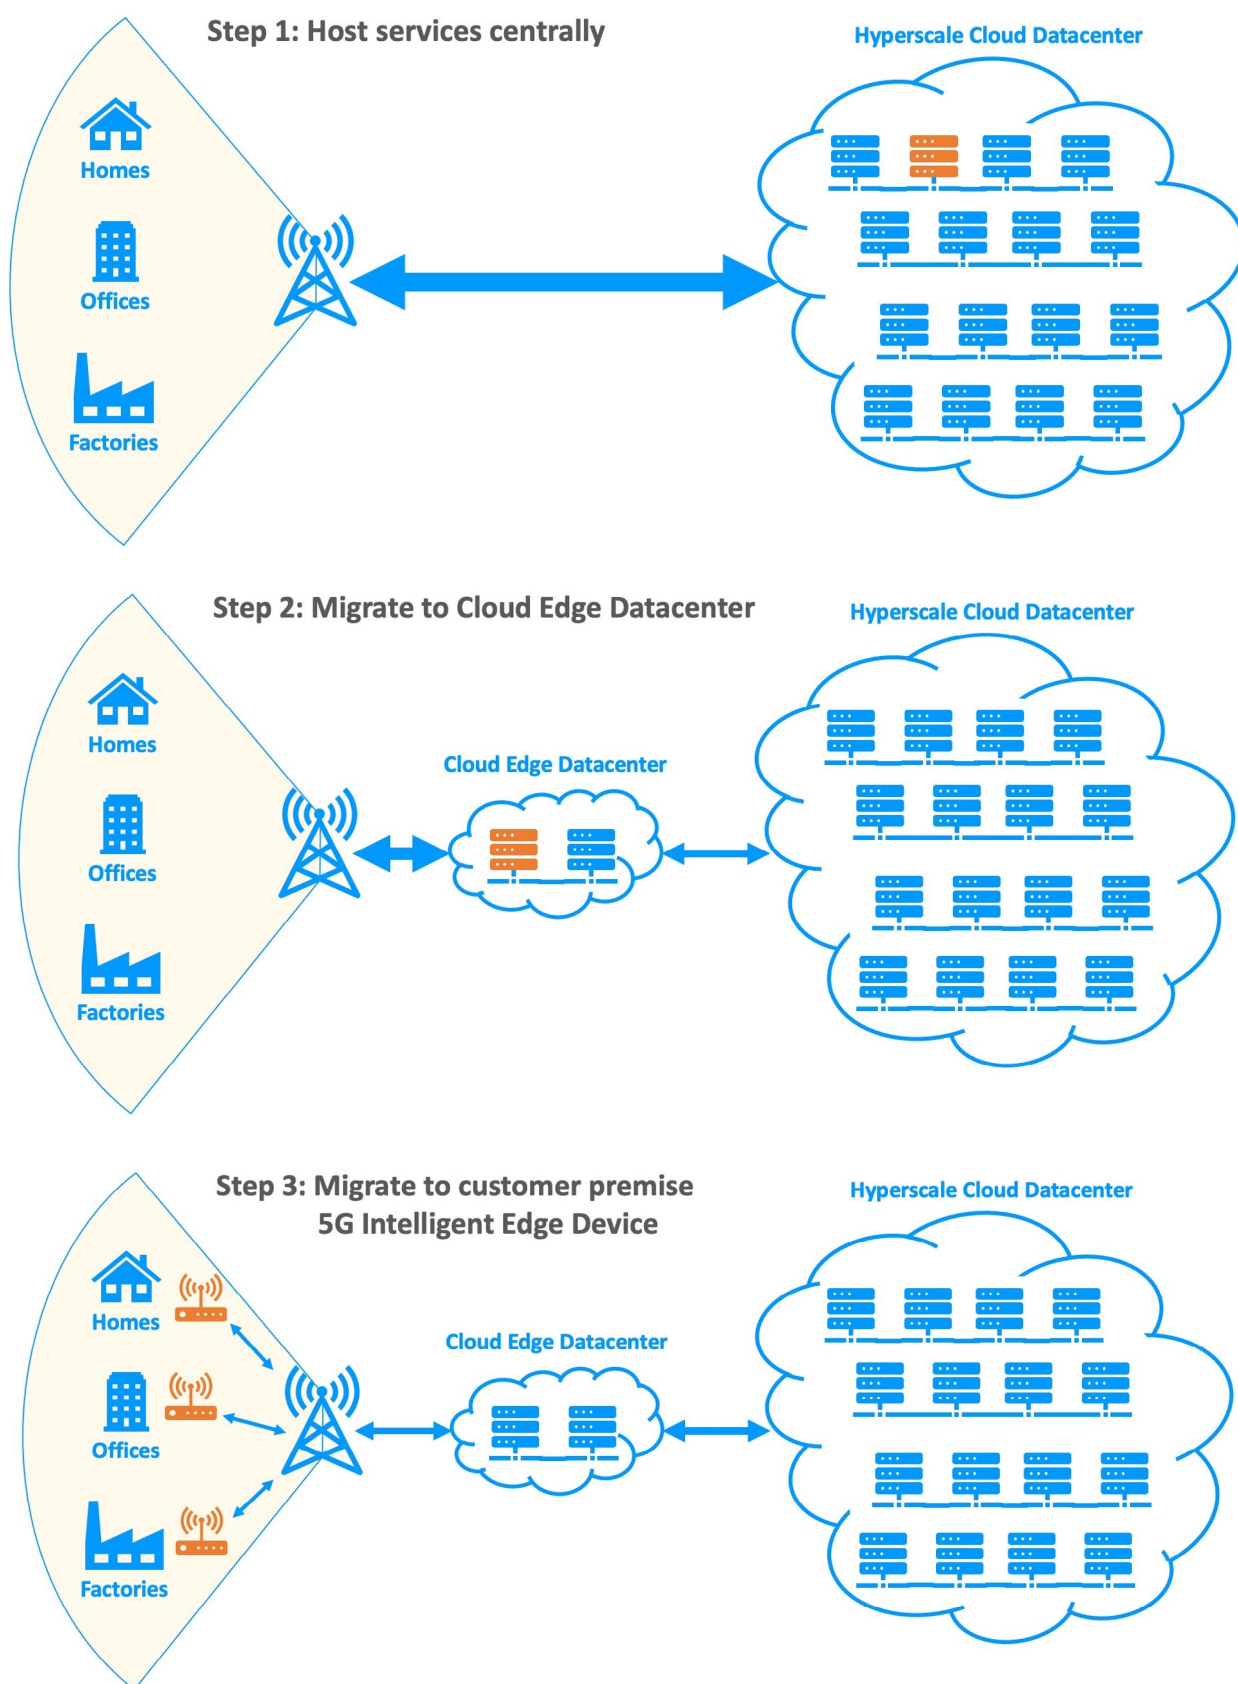 Step 1: Host services centrally
Hyperscale Cloud Datacenter
Homes
Offices
Factories
Step 2: Migrate to Cloud Edge Datacenter
Hyperscale Cloud Datacenter
Homes
Cloud Edge Datacenter
Offices
Factories
Step 3: Migrate to customer premise
5G Intelligent Edge Device
Hyperscale Cloud Datacenter
Homes
Cloud Edge Datacenter
Offices
Factories